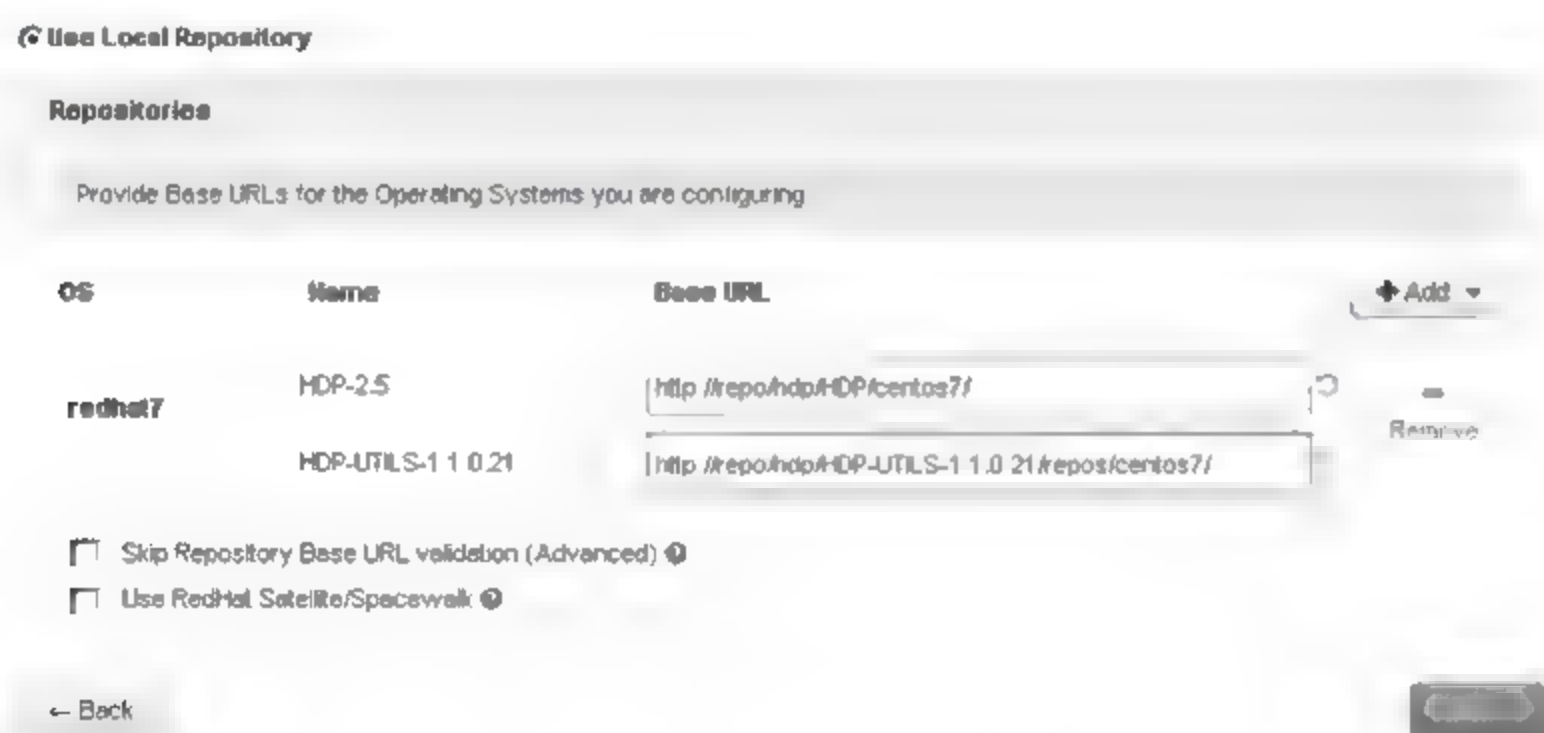 Use Local Repository
Repositories
Provide Base URLs for the Operating Systems you are configuring
OS Name Base URL Add
redhat7 HDP-2.5 http://repo/hdp/HDP/centos7/
Remove
HDP-UTILS-1.1.0.21 http://repo/hdp/HDP-UTILS-1.1.0.21/repos/centos7/
Skip Repository Base URL validation (Advanced)
Use RedHat Satellite/Spacewalk
← Back